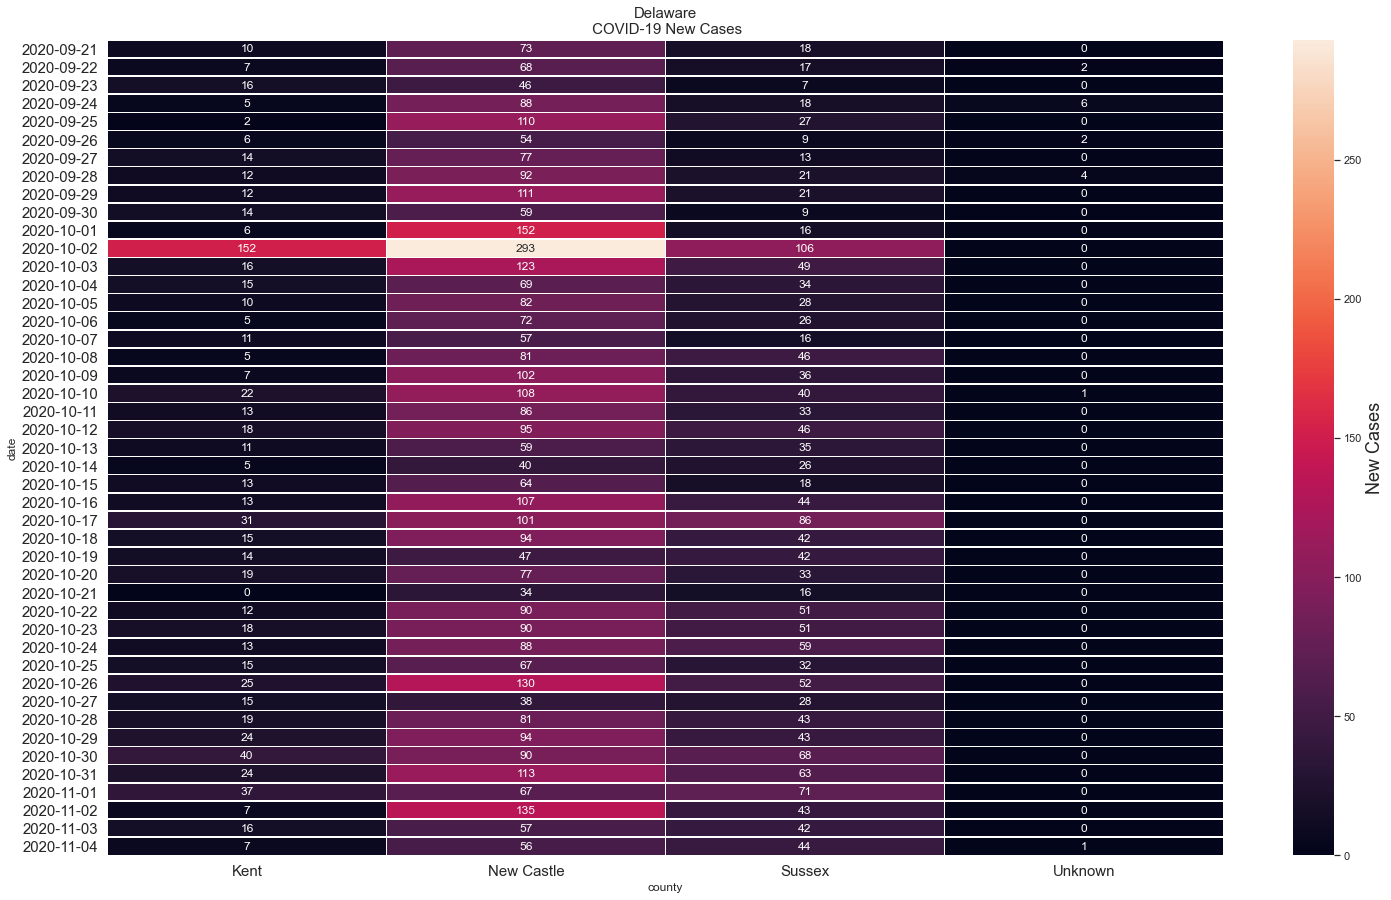 Delaware
COVID-19 New Cases
2020-09-21 10 73 18 0
2020-09-22 7 68 17 2
2020-09-23 16 46 7 0
2020-09-24 5 88 18 6
2020-09-25 2 110 27 0
2020-09-26 6 54 9 2
2020-09-27 14 77 13 0
2020-09-28 12 92 21 4
2020-09-29 12 111 21 0
2020-09-30 14 59 9 0
2020-10-01 6 152 16 0
2020-10-02 152 293 106 0
2020-10-03 16 123 49 0
2020-10-04 15 69 34 0
2020-10-05 10 82 28 0
2020-10-06 5 72 26 0
2020-10-07 11 57 16 0
2020-10-08 5 81 46 0
2020-10-09 7 102 36 0
2020-10-10 22 108 40 1
2020-10-11 13 86 33 0
2020-10-12 18 95 46 0
2020-10-13 11 59 35 0
2020-10-14 5 40 26 0
2020-10-15 13 64 18 0
2020-10-16 13 107 44 0
2020-10-17 31 101 86 0
2020-10-18 15 94 42 0
2020-10-19 14 47 42 0
2020-10-20 19 77 33 0
2020-10-21 0 34 16 0
2020-10-22 12 90 51 0
2020-10-23 18 90 51 0
2020-10-24 13 88 59 0
2020-10-25 15 67 32 0
2020-10-26 25 130 52 0
2020-10-27 15 38 28 0
2020-10-28 19 81 43 0
2020-10-29 24 94 43 0
2020-10-30 40 90 68 0
2020-10-31 24 113 63 0
2020-11-01 37 67 71 0
2020-11-02 7 135 43 0
2020-11-03 16 57 42 0
2020-11-04 7 56 44 1
Kent New Castle Sussex Unknown
county
date
250
200
150
100
50
0
New Cases